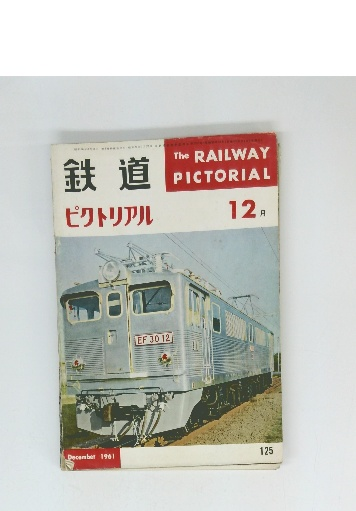 鉄道
ピクトリアル
The RAILWAY
PICTORIAL
12月
EF 30 12
December 1961
125